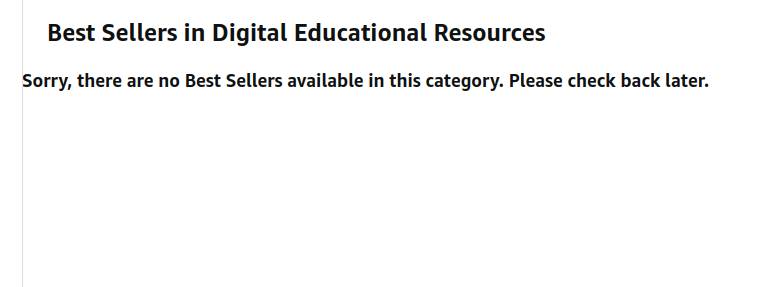 Best Sellers in Digital Educational Resources
Sorry, there are no Best Sellers available in this category. Please check back later.